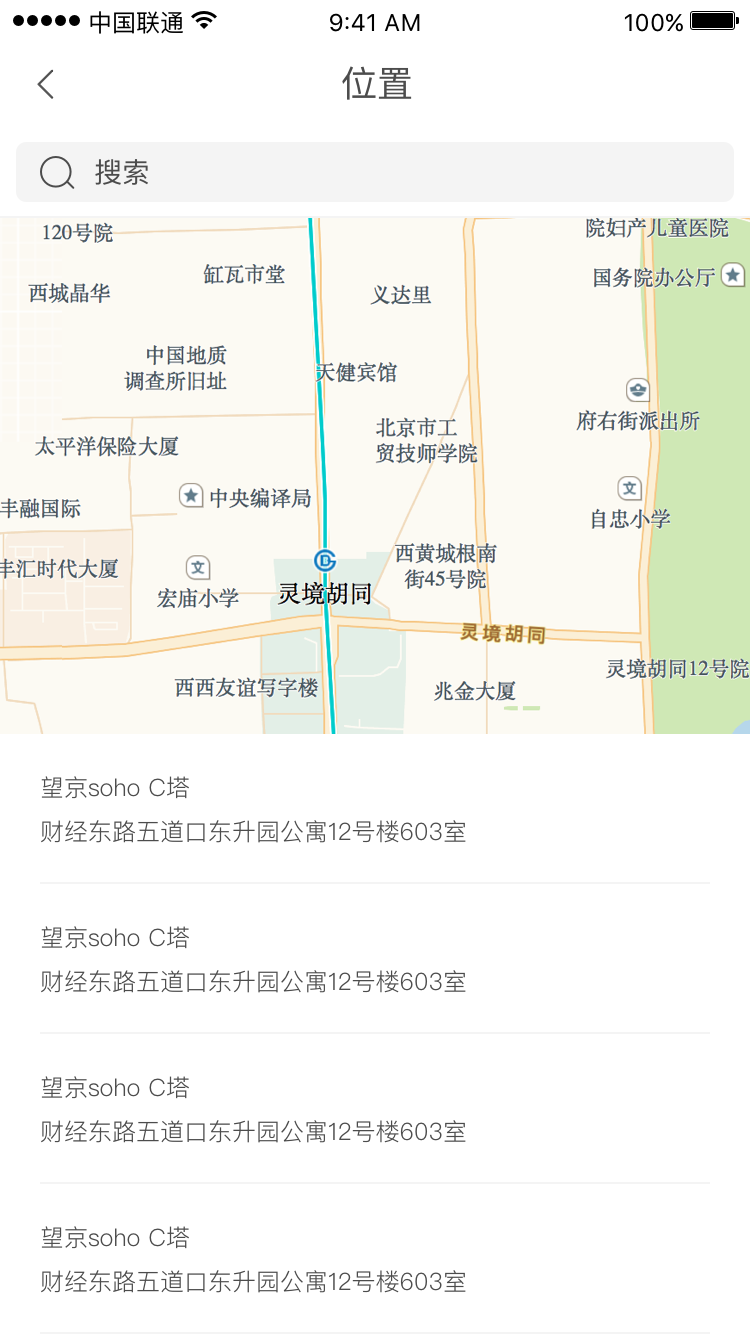 中国联通
9:41 AM
100%
位置
搜索
120号院
院妇产儿童医院
缸瓦市堂
国务院办公厅
西城晶华
义达里
中国地质
调查所旧址
天健宾馆
府右街派出所
北京市工
贸技师学院
太平洋保险大厦
中央编译局
丰融国际
自忠小学
西黄城根南
街45号院
丰汇时代大厦
宏庙小学
灵境胡同
灵境胡同
灵境胡同12号院
西西友谊写字楼
兆金大厦
望京soho C塔
财经东路五道口东升园公寓12号楼603室
望京soho C塔
财经东路五道口东升园公寓12号楼603室
望京soho C塔
财经东路五道口东升园公寓12号楼603室
望京soho C塔
财经东路五道口东升园公寓12号楼603室